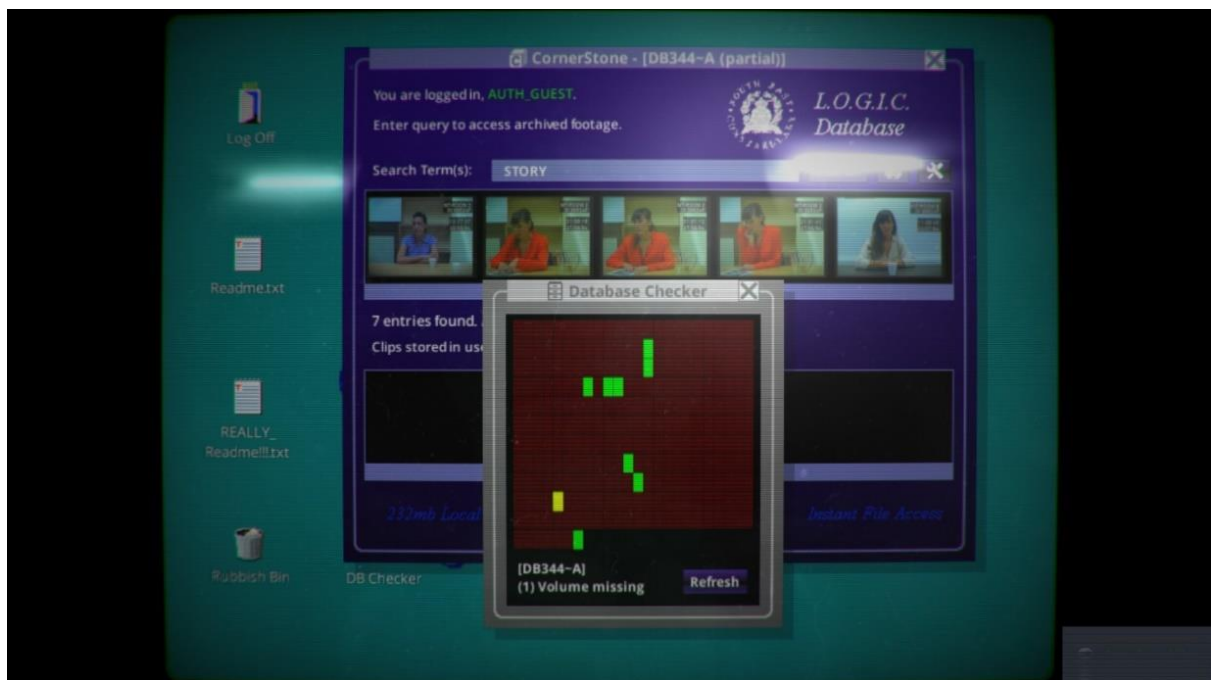 CornerStone - [DB344~A (partial)]
You are logged in, AUTH_GUEST.
Enter query to access archived footage.
L.O.G.I.C.
Database
Search Term(s):
STORY
Log Off
Readme.txt
REALLY_
Readme!!!.txt
Rubbish Bin
DB Checker
7 entries found.
Clips stored in use
232mb Local
Instant File Access
Database Checker
[DB344~A]
(1) Volume missing
Refresh